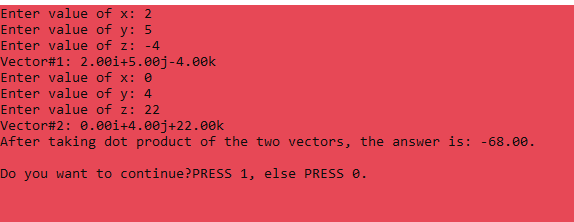 Enter value of x: 2
Enter value of y: 5
Enter value of z: -4
Vector#1: 2.00i+5.00j-4.00k
Enter value of x: 0
Enter value of y: 4
Enter value of z: 22
Vector#2: 0.00i+4.00j+22.00k
After taking dot product of the two vectors, the answer is: -68.00.
Do you want to continue?PRESS 1, else PRESS 0.